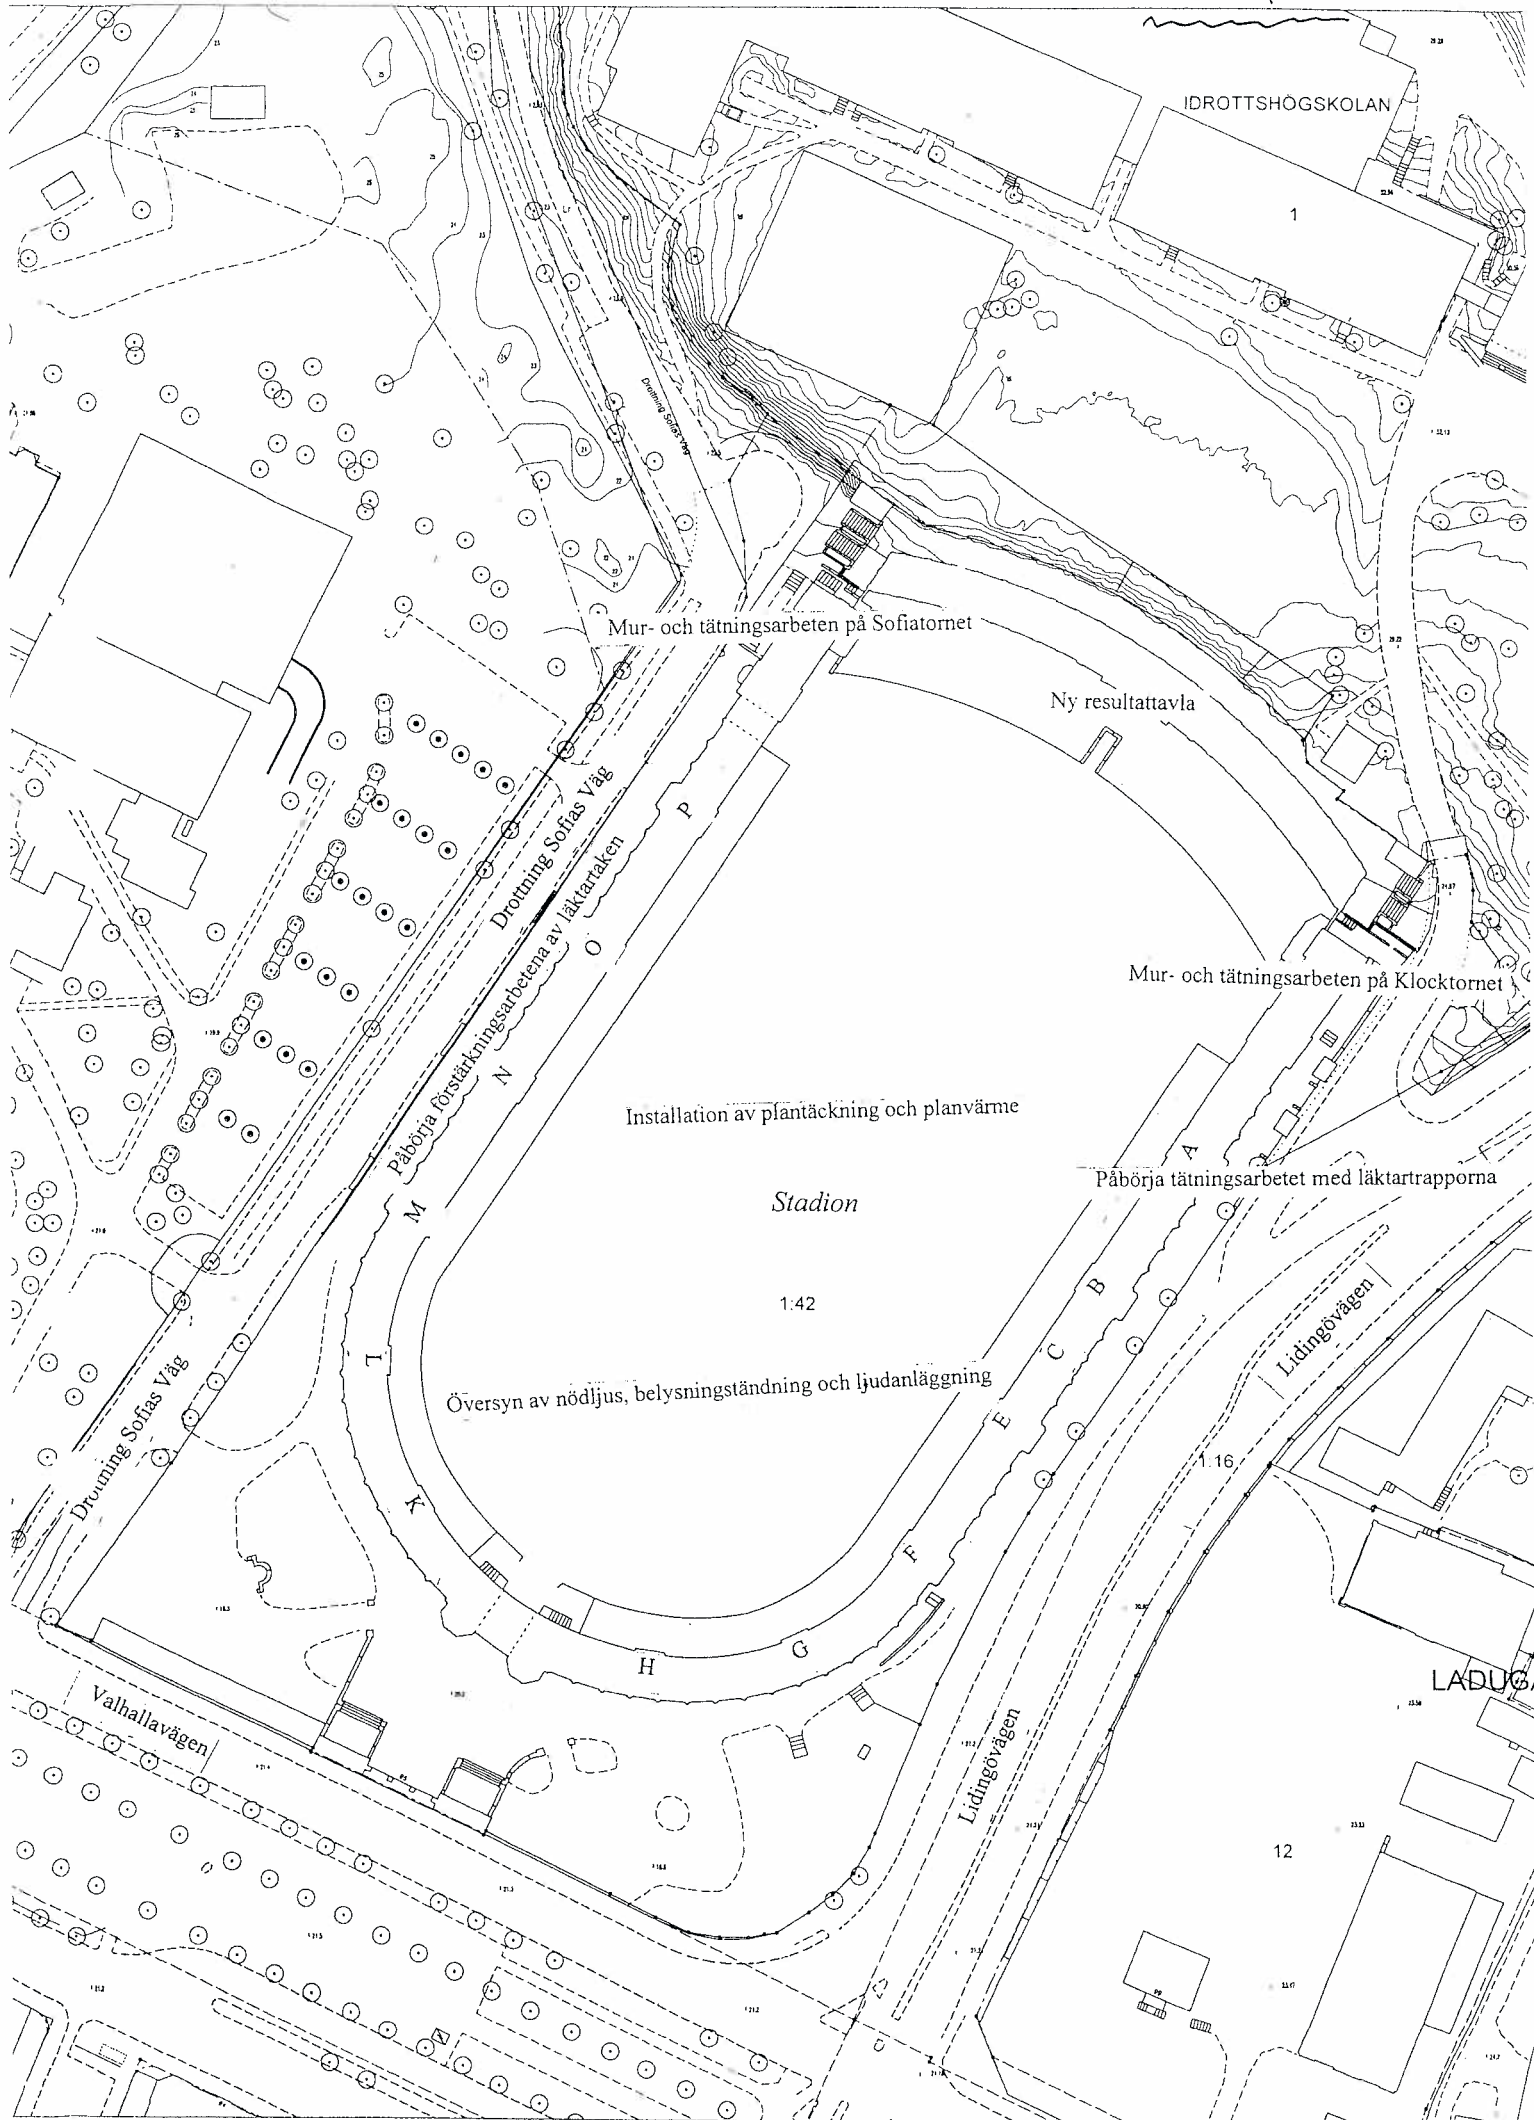 IDROTTSHÖGSKOLAN
1
Drottning Sofias Väg
Mur- och tätningsarbeten på Sofiatornet
Ny resultattavla
P
Drottning Sofias Väg
Påbörja förstärkningsarbetena av läktartaken
O
Mur- och tätningsarbeten på Klocktornet
N
Installation av plantäckning och planvärme
A
Påbörja tätningsarbetet med läktartrapporna
Stadion
M
B
1:42
Lidingövägen
C
L
Översyn av nödljus, belysningständning och ljudanläggning
E
Drottning Sofias Väg
1:16
K
F
G
H
LADUGÅ
Valhallavägen
Lidingövägen
12